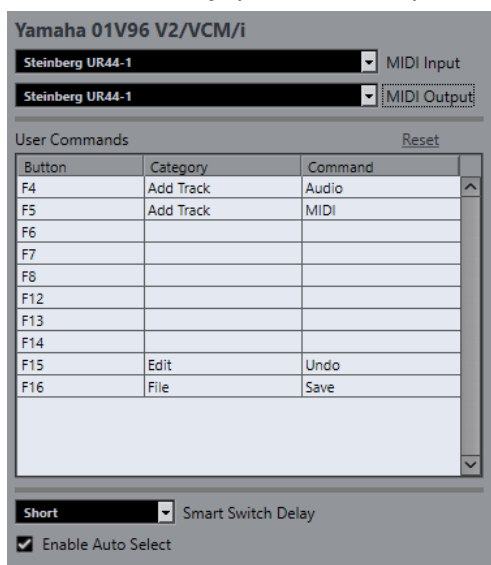 Yamaha 01V96 V2/VCM/i
Steinberg UR44-1 MIDI Input
Steinberg UR44-1 MIDI Output
User Commands Reset
Button Category Command
F4 Add Track Audio
F5 Add Track MIDI
F6
F7
F8
F12
F13
F14
F15 Edit Undo
F16 File Save
Short Smart Switch Delay
Enable Auto Select